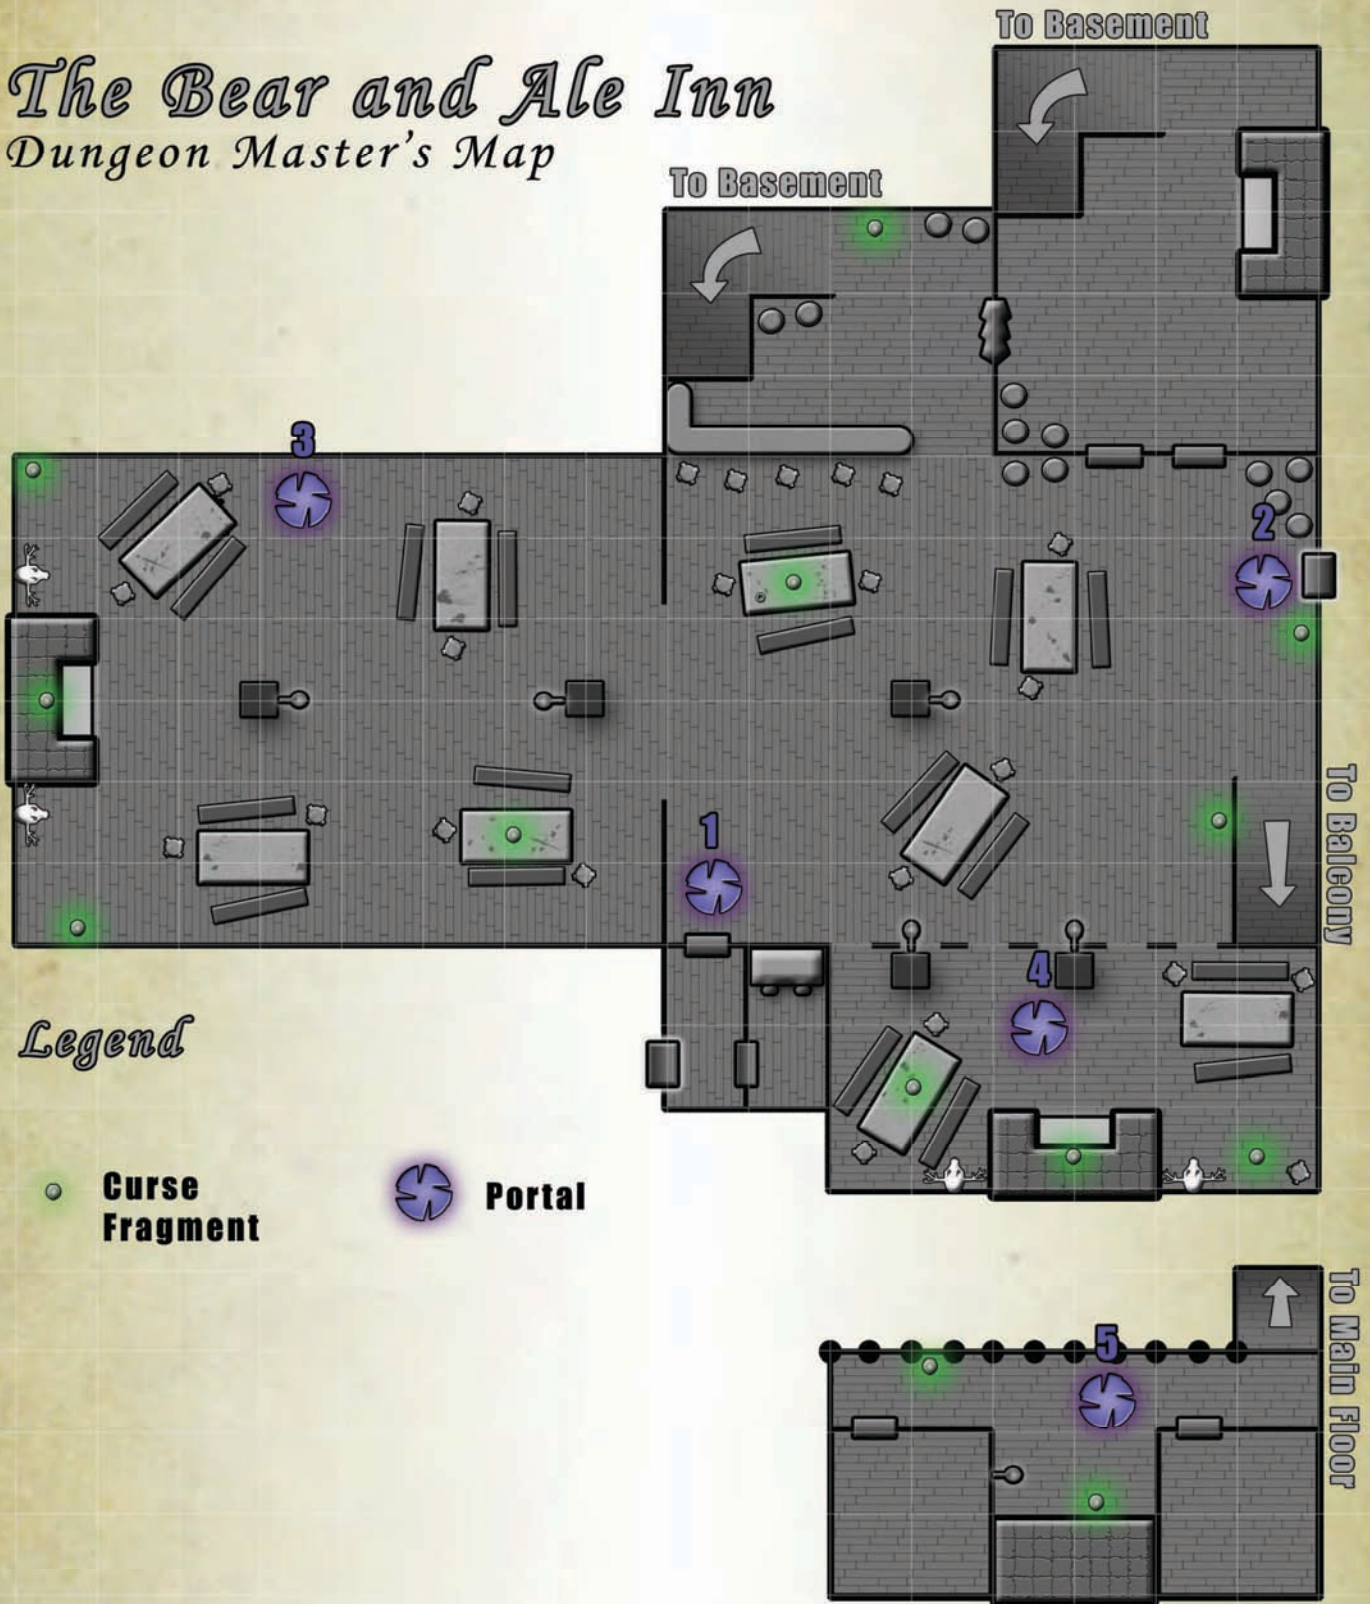 To Basement
The Bear and Ale Inn
Dungeon Master's Map
To Basement
3
2
1
To Balcony
4
Legend
Curse
Fragment
Portal
5
To Main Floor